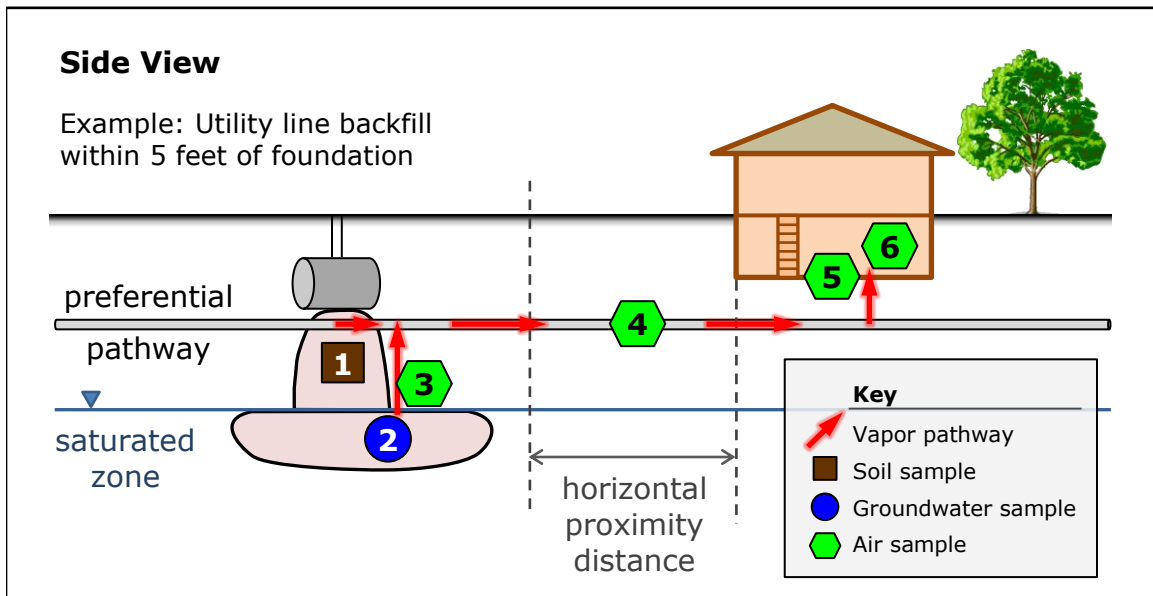 Side View
Example: Utility line backfill
within 5 feet of foundation
preferential
pathway
1
2
3
4
5
6
saturated
zone
horizontal
proximity
distance
Key
Vapor pathway
Soil sample
Groundwater sample
Air sample